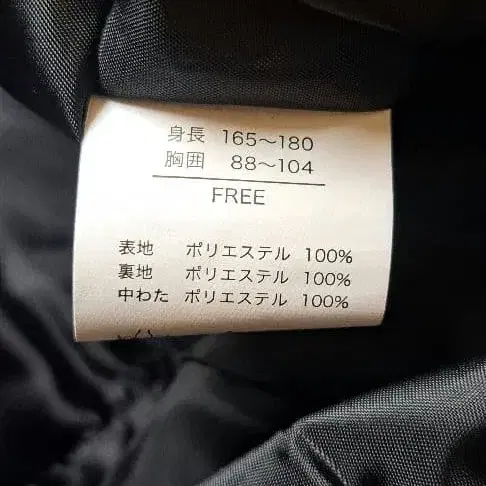 身長 165～180
胸囲 88～104
FREE
表地 ポリエステル 100%
裏地 ポリエステル 100%
中わた ポリエステル 100%